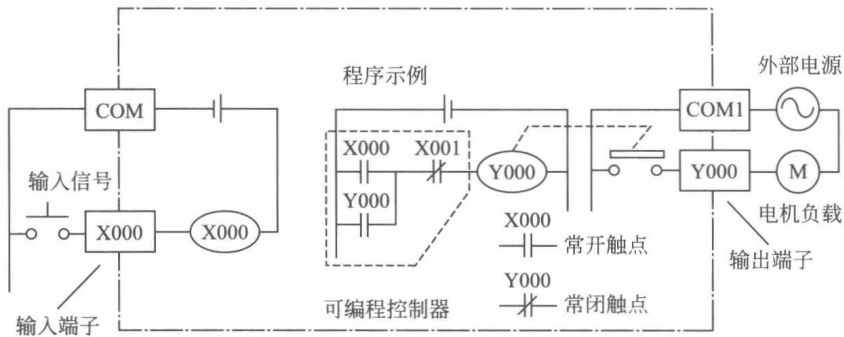 外部电源
程序示例
COM
COM1
X000
X001
Y000
Y000
Y000
M
输入信号
X000
X000
电机负载
X000
常开触点
输出端子
Y000
常闭触点
可编程控制器
输入端子